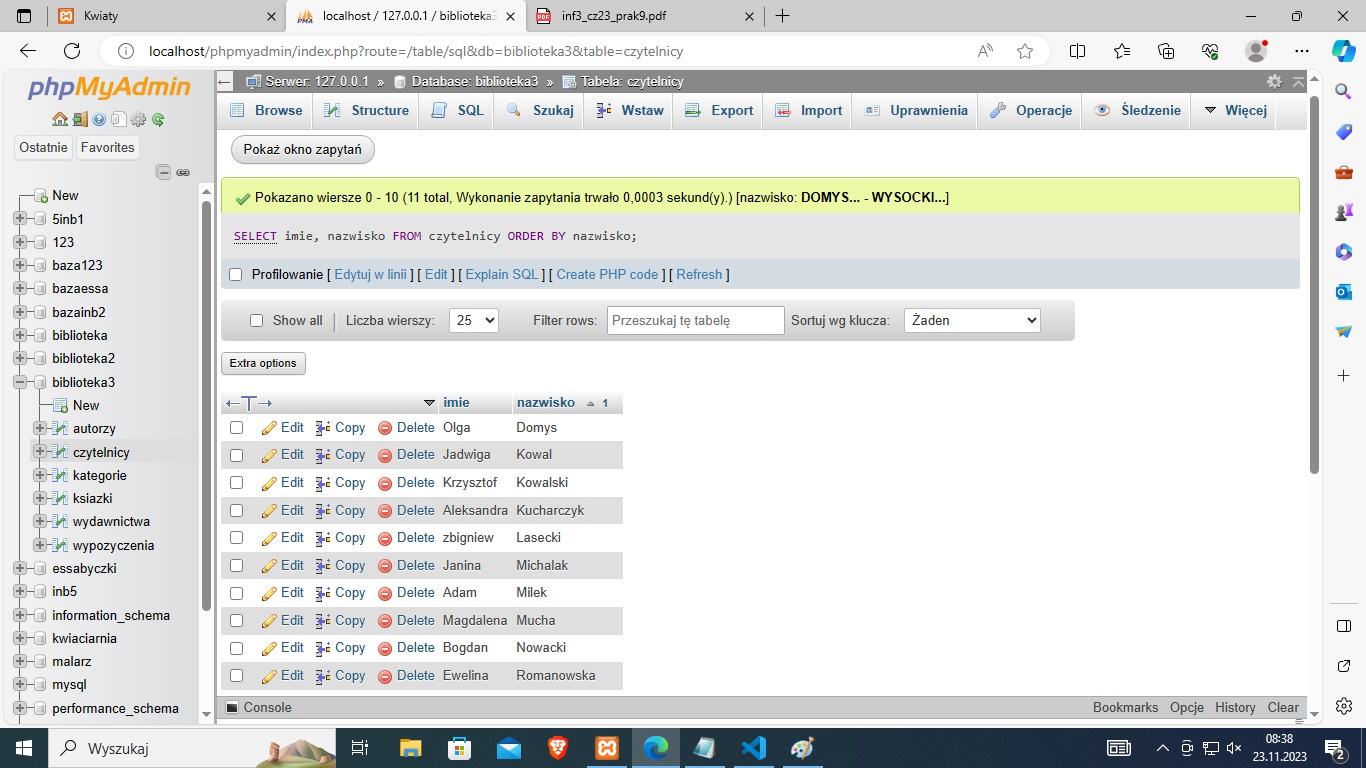 Kwiaty
localhost / 127.0.0.1 / biblioteka3
inf3_cz23_prak9.pdf
localhost/phpmyadmin/index.php?route=/table/sql&db=biblioteka3&table=czytelnicy
phpMyAdmin
Ostatnie Favorites
New
5inb1
123
baza123
bazaessa
bazainb2
biblioteka
biblioteka2
biblioteka3
New
autorzy
czytelnicy
kategorie
ksiazki
wydawnictwa
wypozyczenia
essabyczki
inb5
information_schema
kwiaciarnia
malarz
mysql
performance_schema
Serwer: 127.0.0.1 » Database: biblioteka3 » Tabela: czytelnicy
Browse Structure SQL Szukaj Wstaw Export Import Uprawnienia Operacje Śledzenie Więcej
Pokaż okno zapytań
Pokazano wiersze 0 - 10 (11 total, Wykonanie zapytania trwało 0,0003 sekund(y).) [nazwisko: DOMYS... - WYSOCKI...]
SELECT imie, nazwisko FROM czytelnicy ORDER BY nazwisko;
Profilowanie [ Edytuj w linii ] [ Edit ] [ Explain SQL ] [ Create PHP code ] [ Refresh ]
Show all Liczba wierszy: 25 Filter rows: Przeszukaj tę tabelę Sortuj wg klucza: Żaden
Extra options
imie nazwisko 1
Edit Copy Delete Olga Domys
Edit Copy Delete Jadwiga Kowal
Edit Copy Delete Krzysztof Kowalski
Edit Copy Delete Aleksandra Kucharczyk
Edit Copy Delete zbigniew Lasecki
Edit Copy Delete Janina Michalak
Edit Copy Delete Adam Milek
Edit Copy Delete Magdalena Mucha
Edit Copy Delete Bogdan Nowacki
Edit Copy Delete Ewelina Romanowska
Console Bookmarks Opcje History Clear
Wyszukaj
08:38
23.11.2023
2